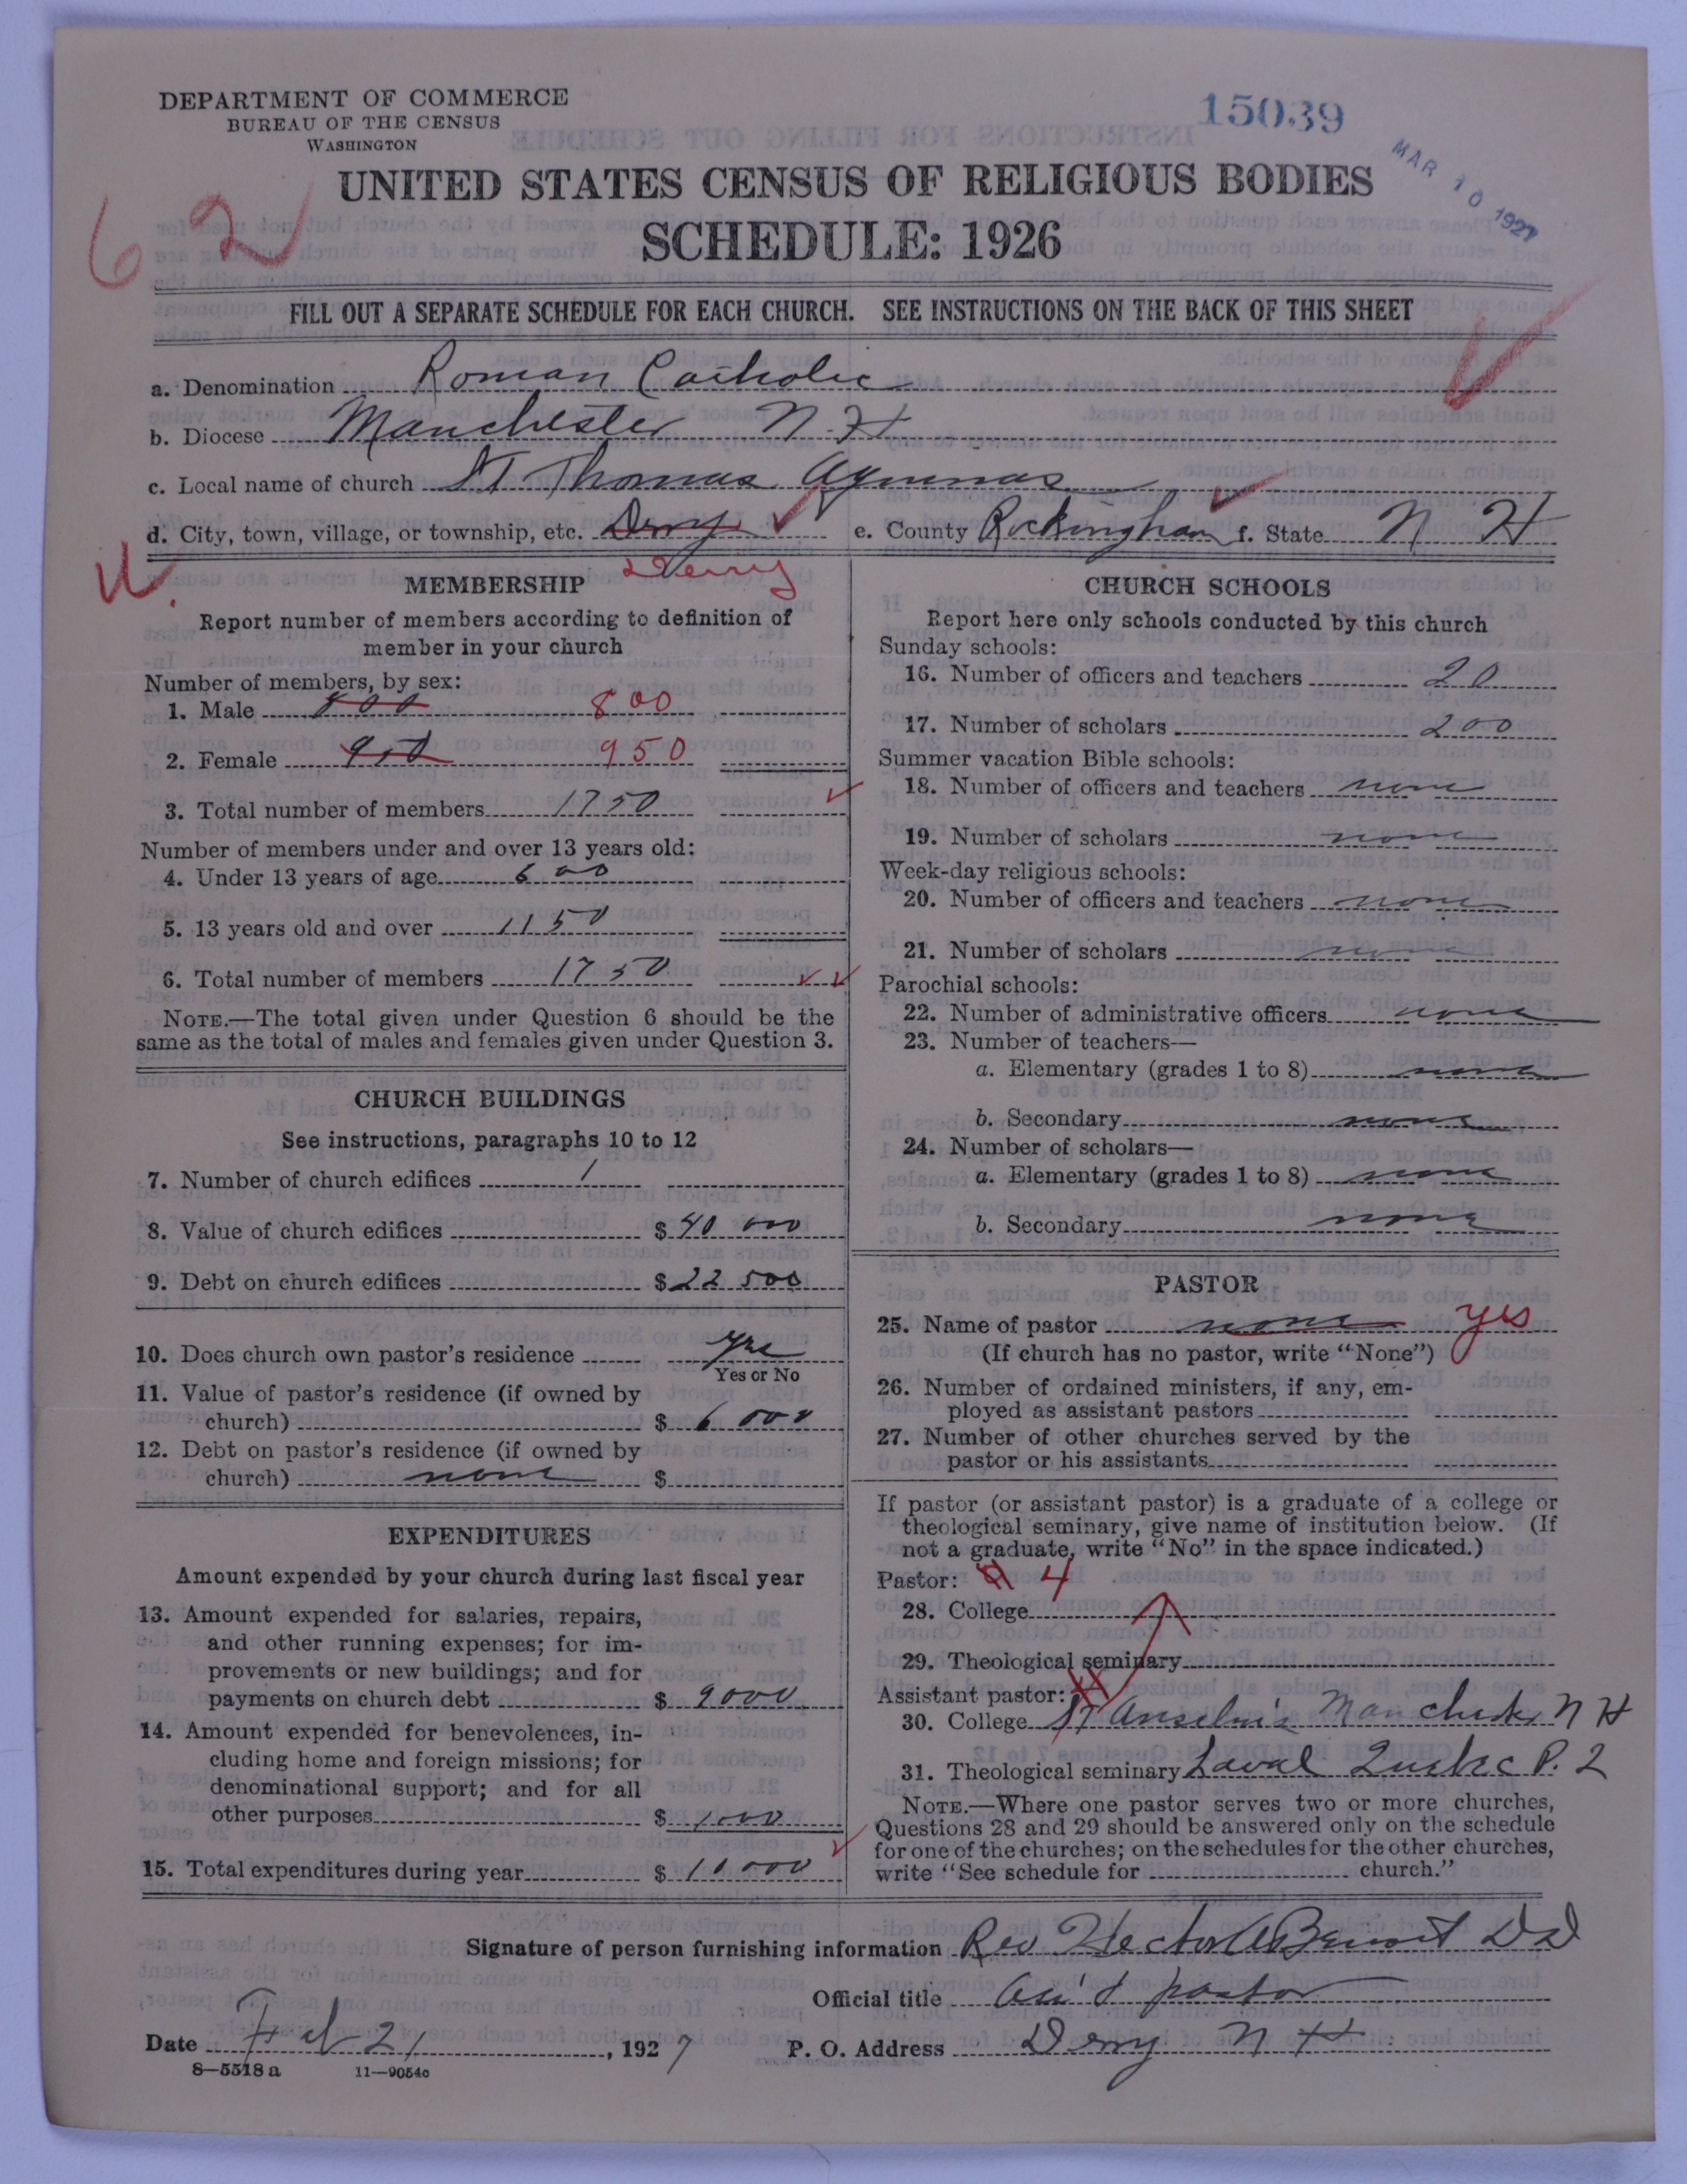 DEPARTMENT OF COMMERCE
BUREAU OF THE CENSUS
WASHINGTON
15039
MAR 10 1927
62
UNITED STATES CENSUS OF RELIGIOUS BODIES
SCHEDULE: 1926
FILL OUT A SEPARATE SCHEDULE FOR EACH CHURCH. SEE INSTRUCTIONS ON THE BACK OF THIS SHEET
a. Denomination Roman Catholic
b. Diocese Manchester N. H
c. Local name of church St Thomas Aquinas
d. City, town, village, or township, etc. Derry e. County Rockingham f. State N H
Derry
MEMBERSHIP
Report number of members according to definition of
member in your church
Number of members, by sex:
1. Male 800 800
2. Female 950 950
3. Total number of members 1750
Number of members under and over 13 years old:
4. Under 13 years of age 600
5. 13 years old and over 1150
6. Total number of members 1750
NOTE.—The total given under Question 6 should be the
same as the total of males and females given under Question 3.
CHURCH BUILDINGS
See instructions, paragraphs 10 to 12
7. Number of church edifices 1
8. Value of church edifices $ 40 000
9. Debt on church edifices $ 22 500
10. Does church own pastor's residence yes
Yes or No
11. Value of pastor's residence (if owned by
church) $ 6 000
12. Debt on pastor's residence (if owned by
church) none $
EXPENDITURES
Amount expended by your church during last fiscal year
13. Amount expended for salaries, repairs,
and other running expenses; for im-
provements or new buildings; and for
payments on church debt $ 9000
14. Amount expended for benevolences, in-
cluding home and foreign missions; for
denominational support; and for all
other purposes $ 1000
15. Total expenditures during year $ 10000
CHURCH SCHOOLS
Report here only schools conducted by this church
Sunday schools:
16. Number of officers and teachers 20
17. Number of scholars 200
Summer vacation Bible schools:
18. Number of officers and teachers none
19. Number of scholars none
Week-day religious schools:
20. Number of officers and teachers none
21. Number of scholars none
Parochial schools:
22. Number of administrative officers none
23. Number of teachers—
a. Elementary (grades 1 to 8) none
b. Secondary none
24. Number of scholars—
a. Elementary (grades 1 to 8) none
b. Secondary none
PASTOR
25. Name of pastor none yes
(If church has no pastor, write "None")
26. Number of ordained ministers, if any, em-
ployed as assistant pastors
27. Number of other churches served by the
pastor or his assistants
If pastor (or assistant pastor) is a graduate of a college or
theological seminary, give name of institution below. (If
not a graduate, write "No" in the space indicated.)
Pastor: 4
28. College
29. Theological seminary
Assistant pastor:
30. College St Anselm's Manchester N H
31. Theological seminary Laval Quebec P. Q
NOTE.—Where one pastor serves two or more churches,
Questions 28 and 29 should be answered only on the schedule
for one of the churches; on the schedules for the other churches,
write "See schedule for church."
Signature of person furnishing information Rev Hector A Benoit
Official title Ass't pastor
Date Feb 21, 1927 P. O. Address Derry N H
8—5518 a 11—9054c